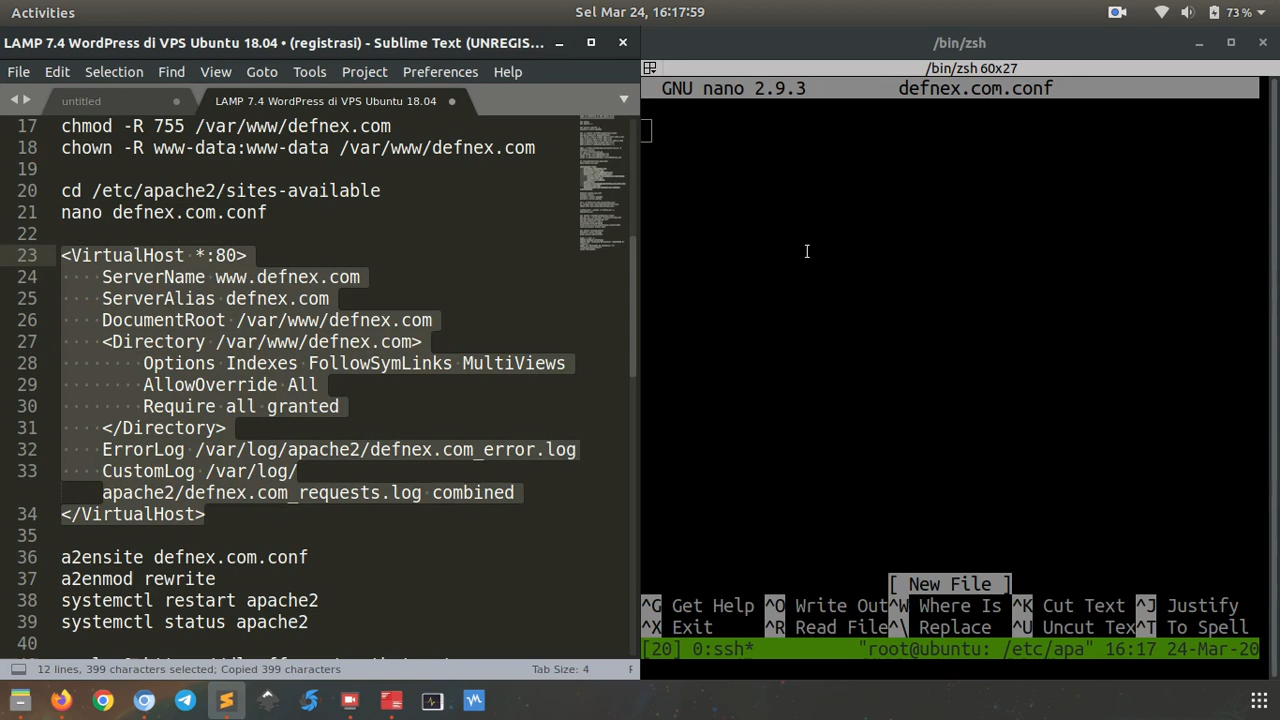 Activities
Sel Mar 24, 16:17:59
73 %
LAMP 7.4 WordPress di VPS Ubuntu 18.04 • (registrasi) - Sublime Text (UNREGIS...
File Edit Selection Find View Goto Tools Project Preferences Help
untitled
LAMP 7.4 WordPress di VPS Ubuntu 18.04
17 chmod -R 755 /var/www/defnex.com
18 chown -R www-data:www-data /var/www/defnex.com
19
20 cd /etc/apache2/sites-available
21 nano defnex.com.conf
22
23 <VirtualHost *:80>
24 ServerName www.defnex.com
25 ServerAlias defnex.com
26 DocumentRoot /var/www/defnex.com
27 <Directory /var/www/defnex.com>
28 Options Indexes FollowSymLinks MultiViews
29 AllowOverride All
30 Require all granted
31 </Directory>
32 ErrorLog /var/log/apache2/defnex.com_error.log
33 CustomLog /var/log/
apache2/defnex.com_requests.log combined
34 </VirtualHost>
35
36 a2ensite defnex.com.conf
37 a2enmod rewrite
38 systemctl restart apache2
39 systemctl status apache2
40
12 lines, 399 characters selected; Copied 399 characters
Tab Size: 4
/bin/zsh
/bin/zsh 60x27
GNU nano 2.9.3 defnex.com.conf
[ New File ]
^G Get Help ^O Write Out ^W Where Is ^K Cut Text ^J Justify
^X Exit ^R Read File ^\ Replace ^U Uncut Tex ^T To Spell
[20] 0:ssh* "root@ubuntu: /etc/apa" 16:17 24-Mar-20